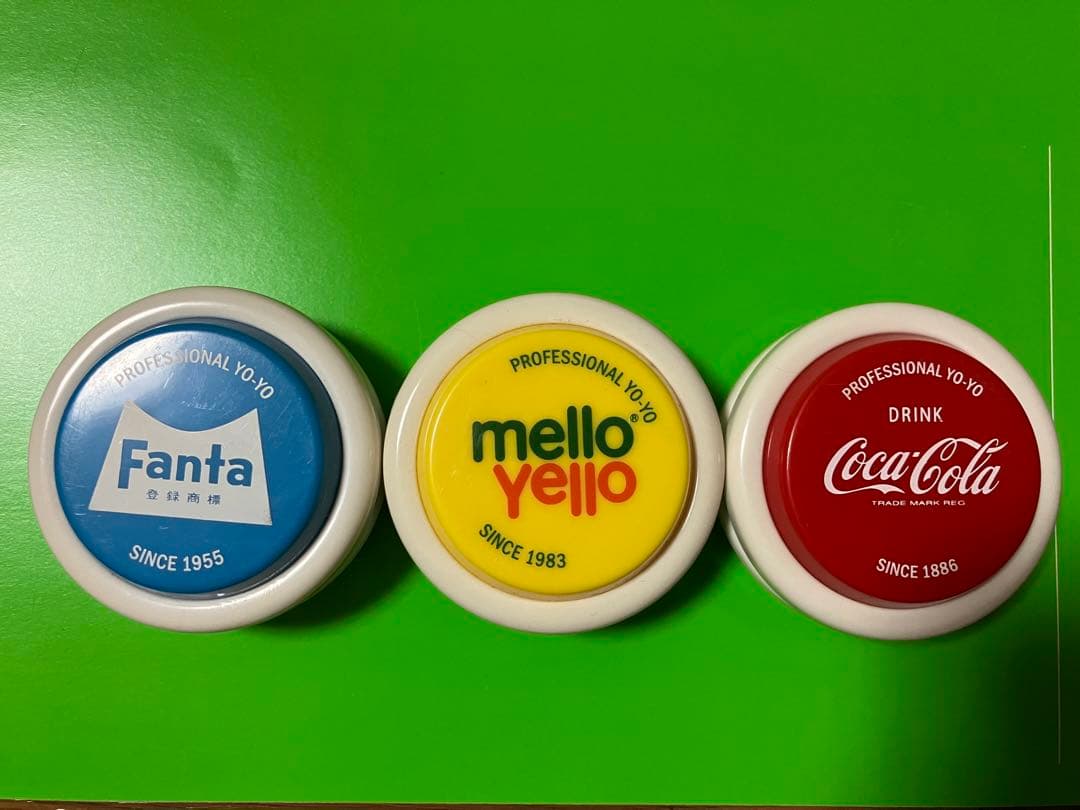 PROFESSIONAL YO-YO
Fanta
登録商標
SINCE 1955
PROFESSIONAL YO-YO
mello®
yello
SINCE 1983
PROFESSIONAL YO-YO
DRINK
Coca-Cola
TRADE MARK REG
SINCE 1886